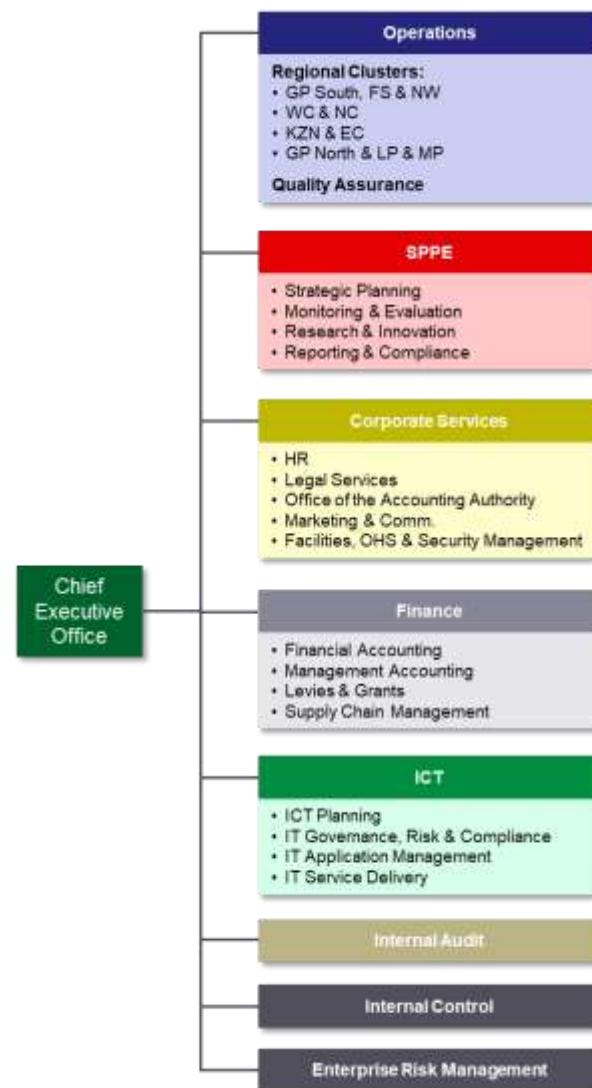 Operations
Regional Clusters:
• GP South, FS & NW
• WC & NC
• KZN & EC
• GP North & LP & MP
Quality Assurance
SPPE
• Strategic Planning
• Monitoring & Evaluation
• Research & Innovation
• Reporting & Compliance
Corporate Services
• HR
• Legal Services
• Office of the Accounting Authority
• Marketing & Comm.
• Facilities, OHS & Security Management
Chief
Executive
Office
Finance
• Financial Accounting
• Management Accounting
• Levies & Grants
• Supply Chain Management
ICT
• ICT Planning
• IT Governance, Risk & Compliance
• IT Application Management
• IT Service Delivery
Internal Audit
Internal Control
Enterprise Risk Management